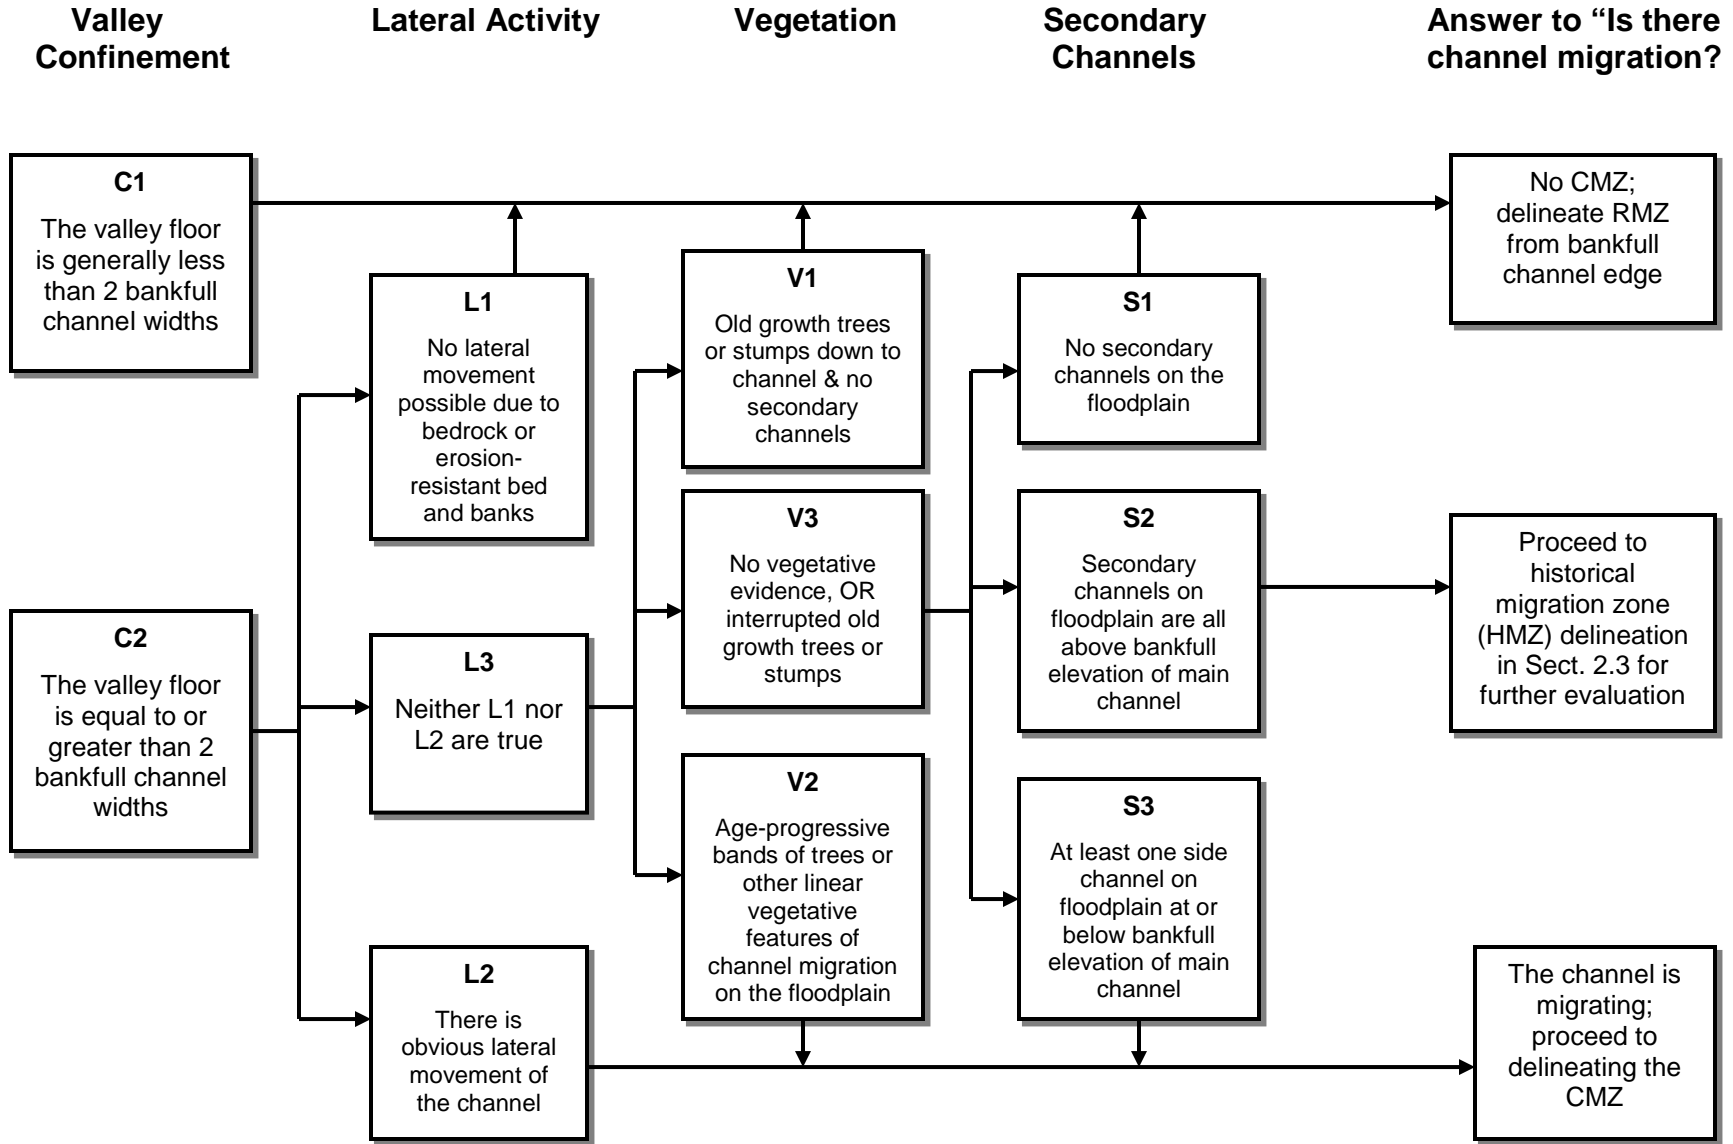 Valley
Confinement
Lateral Activity
Vegetation
Secondary
Channels
Answer to “Is there
channel migration?
C1
The valley floor
is generally less
than 2 bankfull
channel widths
C2
The valley floor
is equal to or
greater than 2
bankfull channel
widths
L1
No lateral
movement
possible due to
bedrock or
erosion-
resistant bed
and banks
L3
Neither L1 nor
L2 are true
L2
There is
obvious lateral
movement of
the channel
V1
Old growth trees
or stumps down to
channel & no
secondary
channels
V3
No vegetative
evidence, OR
interrupted old
growth trees or
stumps
V2
Age-progressive
bands of trees or
other linear
vegetative
features of
channel migration
on the floodplain
S1
No secondary
channels on the
floodplain
S2
Secondary
channels on
floodplain are all
above bankfull
elevation of main
channel
S3
At least one side
channel on
floodplain at or
below bankfull
elevation of main
channel
No CMZ;
delineate RMZ
from bankfull
channel edge
Proceed to
historical
migration zone
(HMZ) delineation
in Sect. 2.3 for
further evaluation
The channel is
migrating;
proceed to
delineating the
CMZ